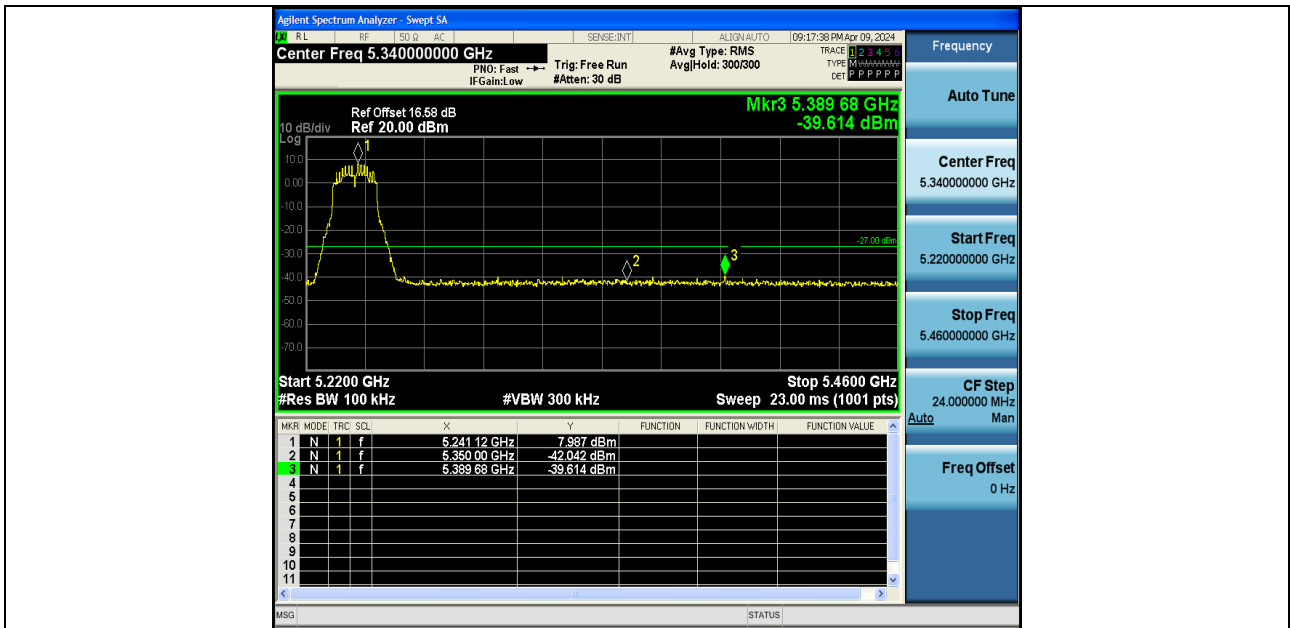 Agilent Spectrum Analyzer - Swept SA
RL RF 50 Ω AC SENSE:INT ALIGN AUTO 09:17:38 PM Apr 09, 2024
Center Freq 5.340000000 GHz
PNO: Fast
IFGain:Low
Trig: Free Run
#Atten: 30 dB
#Avg Type: RMS
Avg|Hold: 300/300
TRACE 1 2 3 4 5 6
TYPE M
DET P P P P P P
Mkr3 5.389 68 GHz
-39.614 dBm
Ref Offset 16.58 dB
10 dB/div Ref 20.00 dBm
Log
10.0
0.00
-10.0
-20.0
-30.0
-40.0
-50.0
-60.0
-70.0
1
2
3
-27.00 dBm
Start 5.2200 GHz Stop 5.4600 GHz
#Res BW 100 kHz #VBW 300 kHz Sweep 23.00 ms (1001 pts)
MKR MODE TRC SCL X Y FUNCTION FUNCTION WIDTH FUNCTION VALUE
1 N 1 f 5.241 12 GHz 7.987 dBm
2 N 1 f 5.350 00 GHz -42.042 dBm
3 N 1 f 5.389 68 GHz -39.614 dBm
4
5
6
7
8
9
10
11
MSG STATUS
Frequency
Auto Tune
Center Freq
5.340000000 GHz
Start Freq
5.220000000 GHz
Stop Freq
5.460000000 GHz
CF Step
24.000000 MHz
Auto Man
Freq Offset
0 Hz